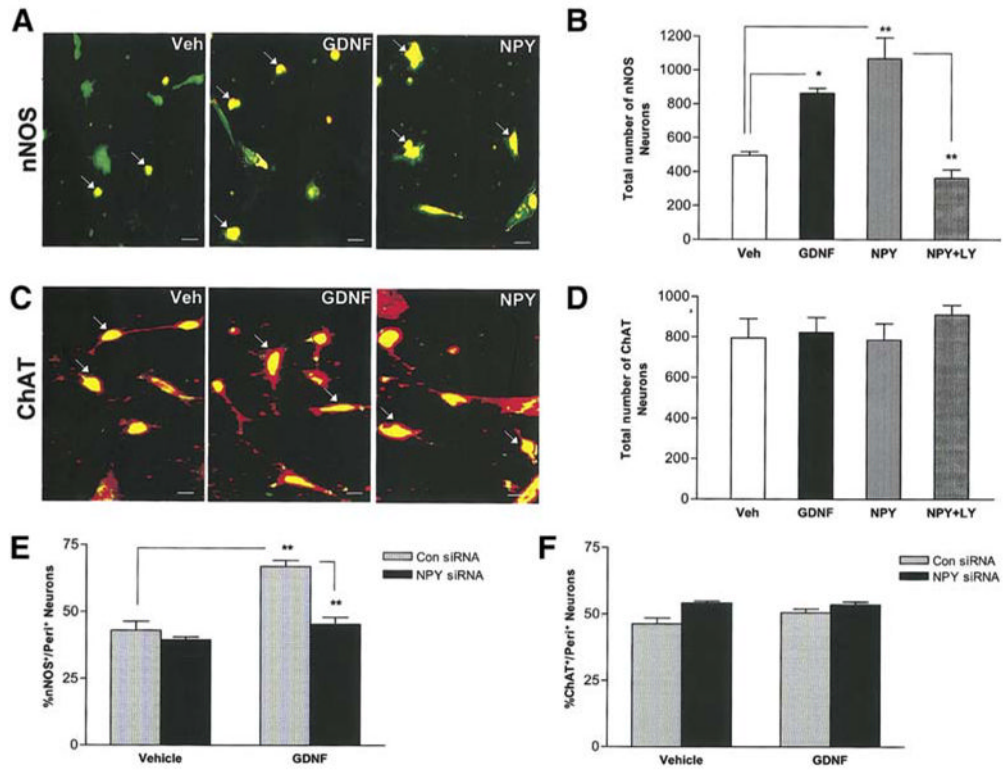 A
nNOS
Veh
GDNF
NPY
B
Total number of nNOS
Neurons
1200
1000
800
600
400
200
0
*
**
**
Veh
GDNF
NPY
NPY+LY
C
ChAT
Veh
GDNF
NPY
D
Total number of ChAT
Neurons
1000
800
600
400
200
0
Veh
GDNF
NPY
NPY+LY
E
%nNOS⁺/Peri⁺ Neurons
75
50
25
0
**
**
Con siRNA
NPY siRNA
Vehicle
GDNF
F
%ChAT⁺/Peri⁺ Neurons
75
50
25
0
Con siRNA
NPY siRNA
Vehicle
GDNF